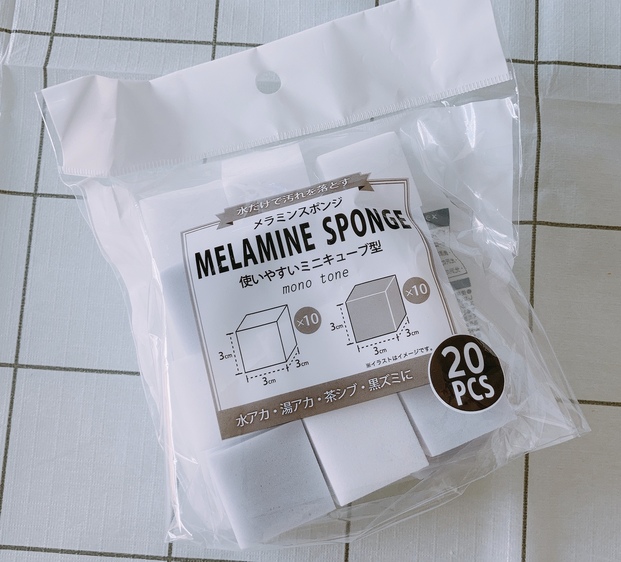 水だけで汚れを落とす
メラミンスポンジ
MELAMINE SPONGE
使いやすいミニキューブ型
mono tone
×10
×10
3cm
3cm
3cm
3cm
3cm
3cm
※イラストはイメージです。
20
PCS
水アカ・湯アカ・茶シブ・黒ズミに